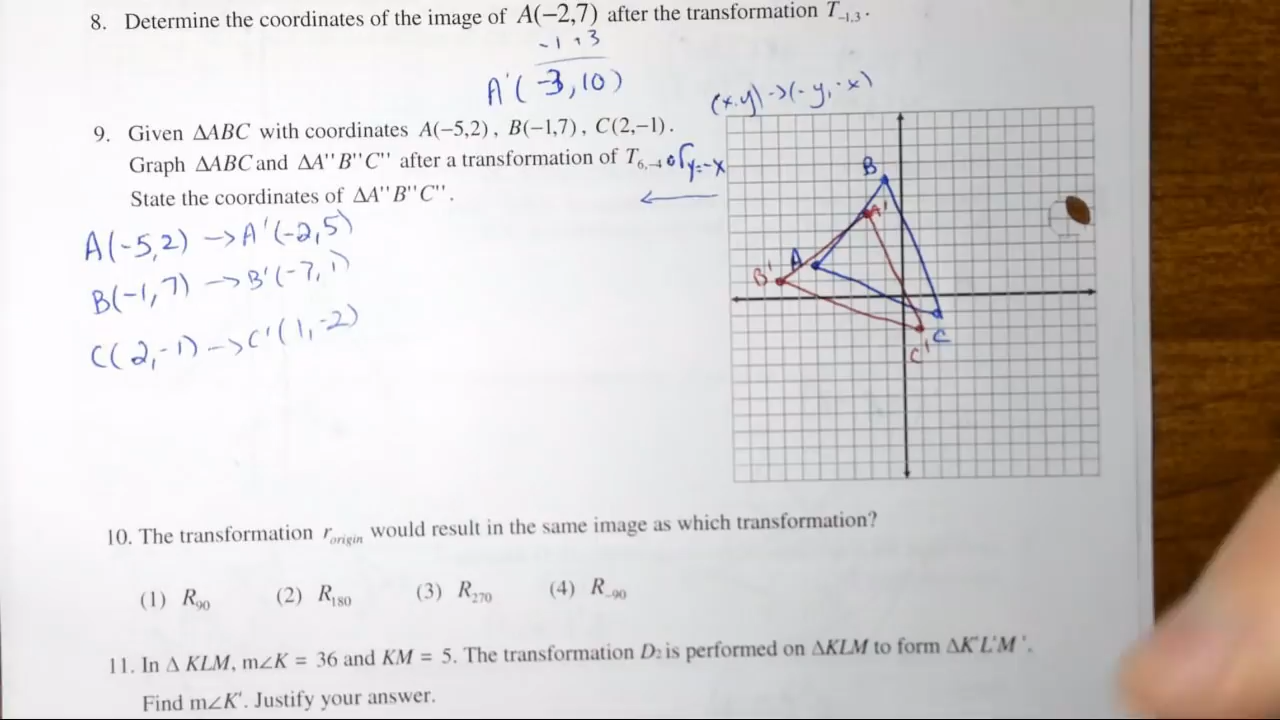 8. Determine the coordinates of the image of A(−2,7) after the transformation T₋₁,₃.
-1 +3
A'(-3,10)
(x,y)->(-y,-x)
9. Given ΔABC with coordinates A(−5,2), B(−1,7), C(2,−1).
Graph ΔABC and ΔA''B''C'' after a transformation of T₆,₋₁∘r y=-x
State the coordinates of ΔA''B''C''.
A(-5,2) -> A'(-2,5)
B(-1,7) -> B'(-7,1)
C(2,-1) -> C'(1,-2)
B
A'
A
B'
C
C'
10. The transformation r origin would result in the same image as which transformation?
(1) R₉₀ (2) R₁₈₀ (3) R₂₇₀ (4) R₋₉₀
11. In Δ KLM, m∠K = 36 and KM = 5. The transformation D₂ is performed on ΔKLM to form ΔK'L'M'.
Find m∠K'. Justify your answer.